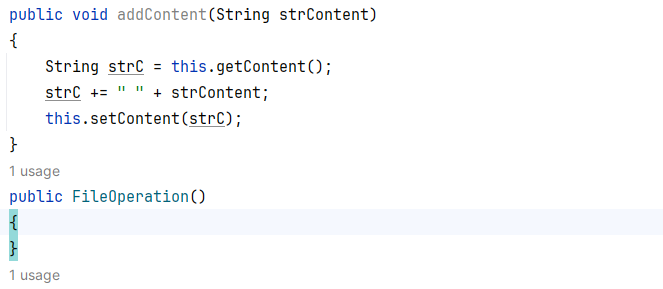 public void addContent(String strContent)
{
    String strC = this.getContent();
    strC += " " + strContent;
    this.setContent(strC);
}
1 usage
public FileOperation()
{
}
1 usage